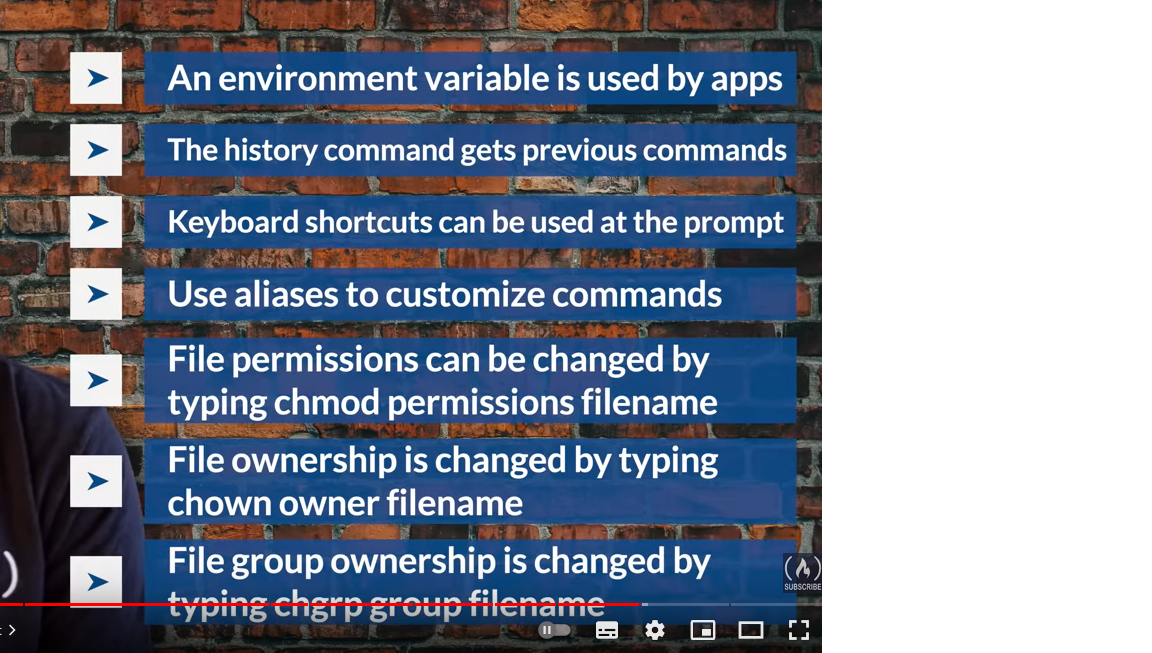 An environment variable is used by apps
The history command gets previous commands
Keyboard shortcuts can be used at the prompt
Use aliases to customize commands
File permissions can be changed by
typing chmod permissions filename
File ownership is changed by typing
chown owner filename
File group ownership is changed by
typing chgrp group filename
SUBSCRIBE